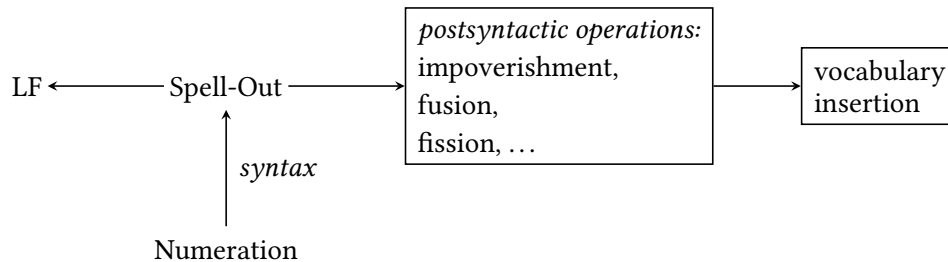 postsyntactic operations:
impoverishment,
fusion,
fission, …
vocabulary
insertion
LF
Spell-Out
syntax
Numeration